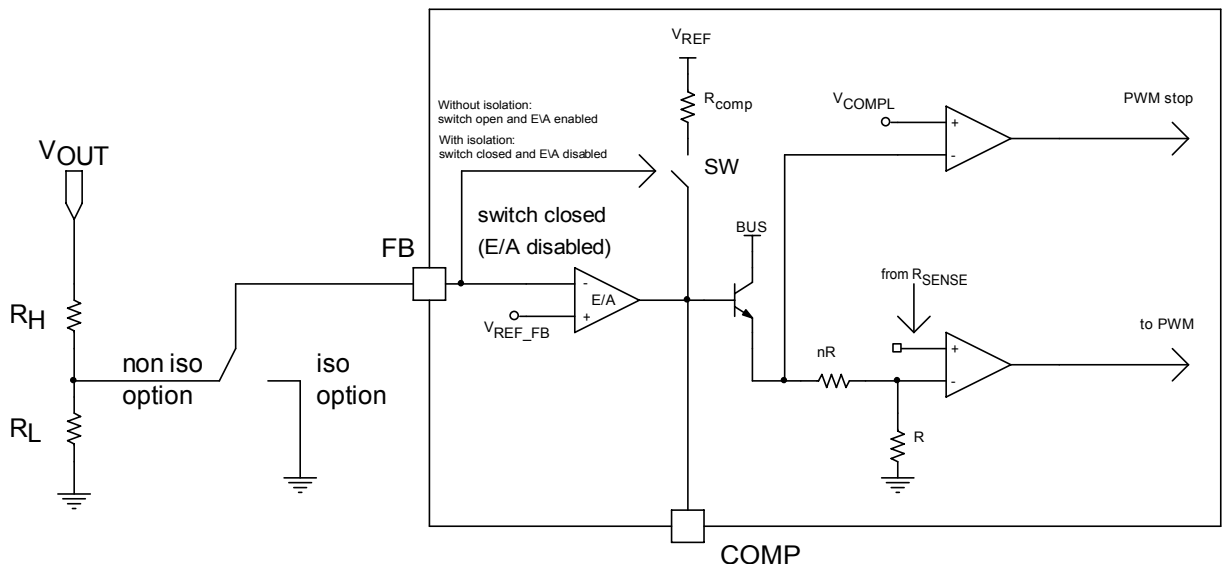 VREF
Rcomp
Without isolation:
switch open and E\A enabled
With isolation:
switch closed and E\A disabled
SW
VCOMPL
+
-
PWM stop
VOUT
switch closed
(E/A disabled)
FB
BUS
-
E/A
+
VREF_FB
from RSENSE
to PWM
RH
non iso
option
iso
option
nR
+
-
RL
R
COMP